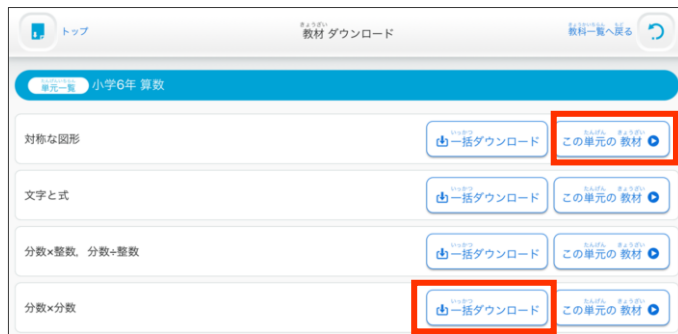 トップ
きょうざい
教材 ダウンロード
きょうかいちらん もど
教科一覧へ戻る
たんげんいちらん
単元一覧
小学6年 算数
対称な図形
いっかつ
一括ダウンロード
たんげん きょうざい
この単元の 教材
文字と式
いっかつ
一括ダウンロード
たんげん きょうざい
この単元の 教材
分数×整数，分数÷整数
いっかつ
一括ダウンロード
たんげん きょうざい
この単元の 教材
分数×分数
いっかつ
一括ダウンロード
たんげん きょうざい
この単元の 教材